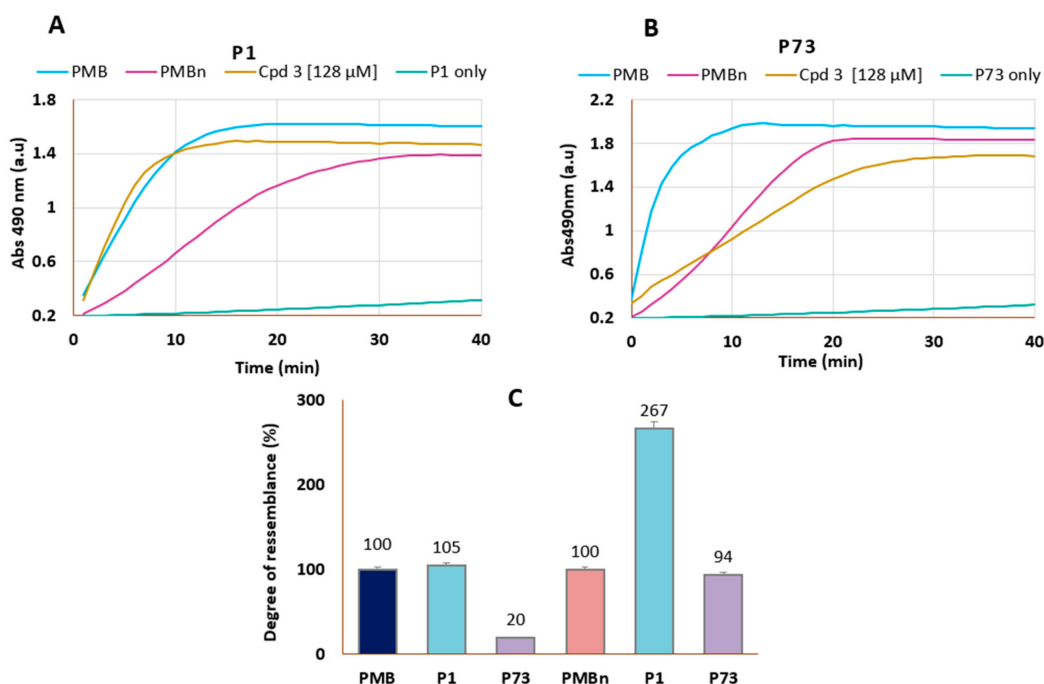 A
P1
PMB PMBn Cpd 3 [128 µM] P1 only
Abs 490 nm (a.u)
1.8
1.4
1
0.6
0.2
0 10 20 30 40
Time (min)
B
P73
PMB PMBn Cpd 3 [128 µM] P73 only
Abs490nm (a.u)
2.2
1.8
1.4
1
0.6
0.2
0 10 20 30 40
Time (min)
C
Degree of ressemblance (%)
300
200
100
0
100 105 20 100 267 94
PMB P1 P73 PMBn P1 P73